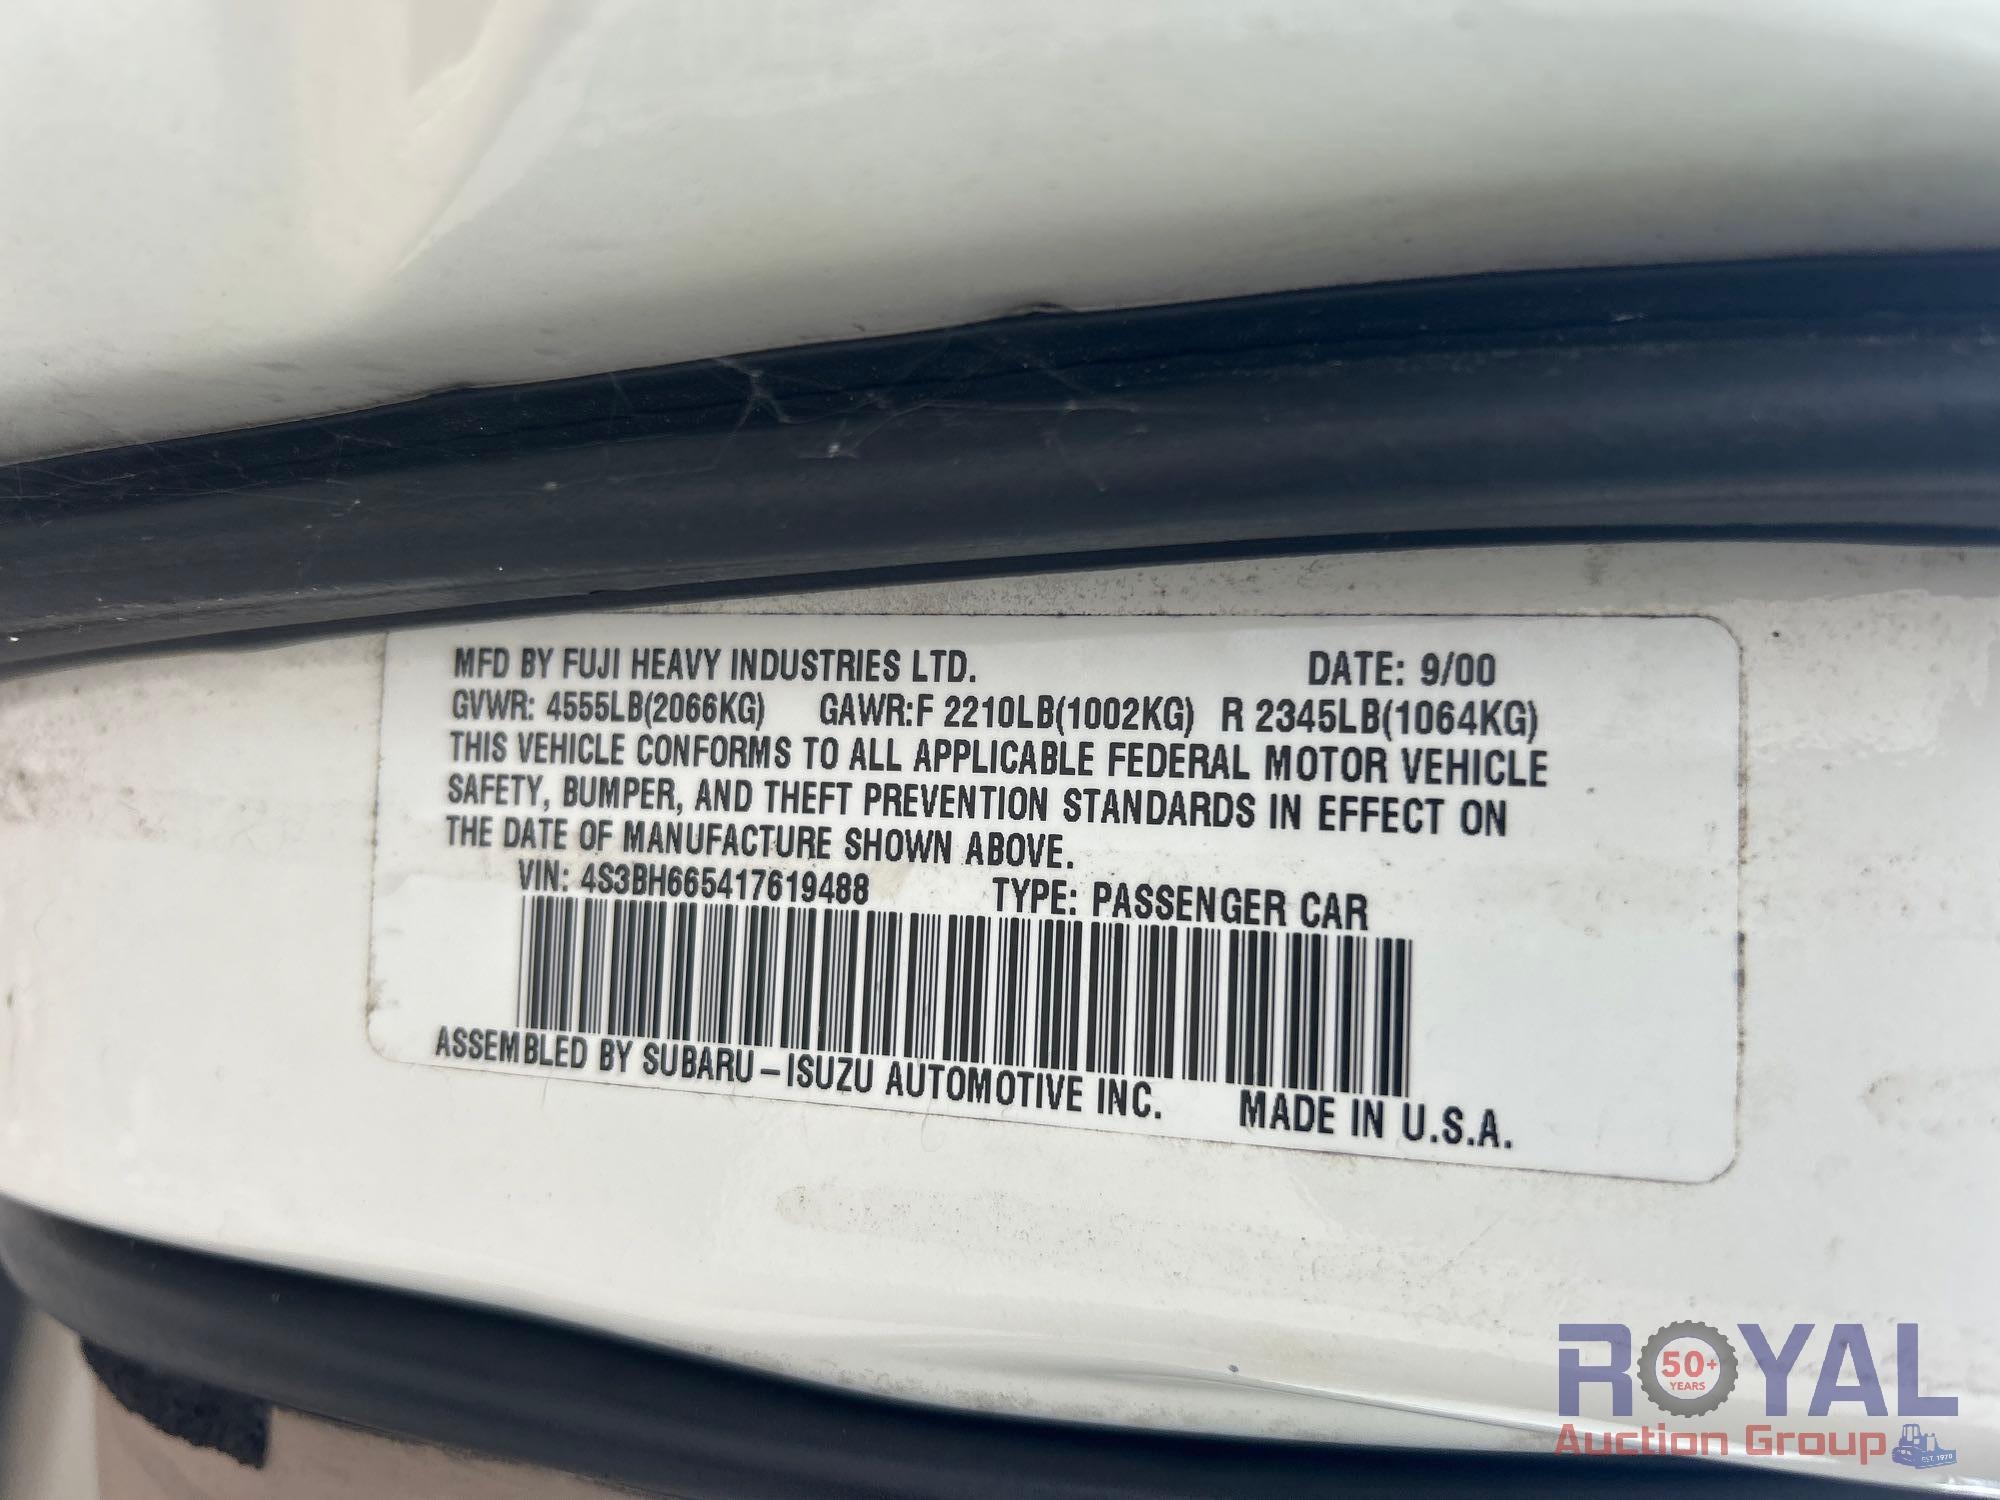 MFD BY FUJI HEAVY INDUSTRIES LTD. DATE: 9/00
GVWR: 4555LB(2066KG) GAWR:F 2210LB(1002KG) R 2345LB(1064KG)
THIS VEHICLE CONFORMS TO ALL APPLICABLE FEDERAL MOTOR VEHICLE
SAFETY, BUMPER, AND THEFT PREVENTION STANDARDS IN EFFECT ON
THE DATE OF MANUFACTURE SHOWN ABOVE.
VIN: 4S3BH665417619488 TYPE: PASSENGER CAR
ASSEMBLED BY SUBARU-ISUZU AUTOMOTIVE INC. MADE IN U.S.A.
ROYAL
50+
YEARS
Auction Group
EST. 1970